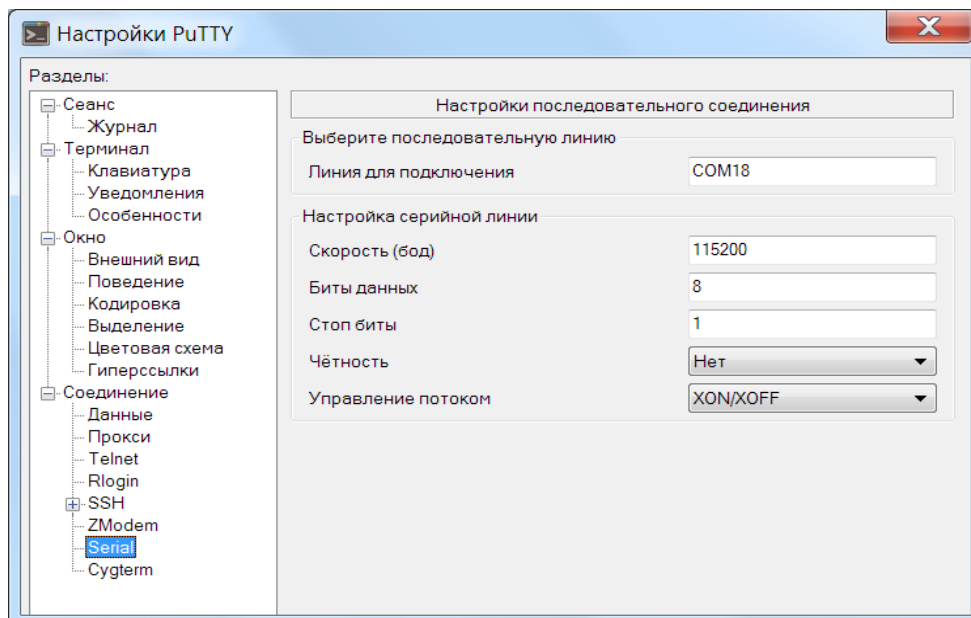 Настройки PuTTY
Разделы:
Сеанс
Журнал
Терминал
Клавиатура
Уведомления
Особенности
Окно
Внешний вид
Поведение
Кодировка
Выделение
Цветовая схема
Гиперссылки
Соединение
Данные
Прокси
Telnet
Rlogin
SSH
ZModem
Serial
Cygterm
Настройки последовательного соединения
Выберите последовательную линию
Линия для подключения COM18
Настройка серийной линии
Скорость (бод) 115200
Биты данных 8
Стоп биты 1
Чётность Нет
Управление потоком XON/XOFF